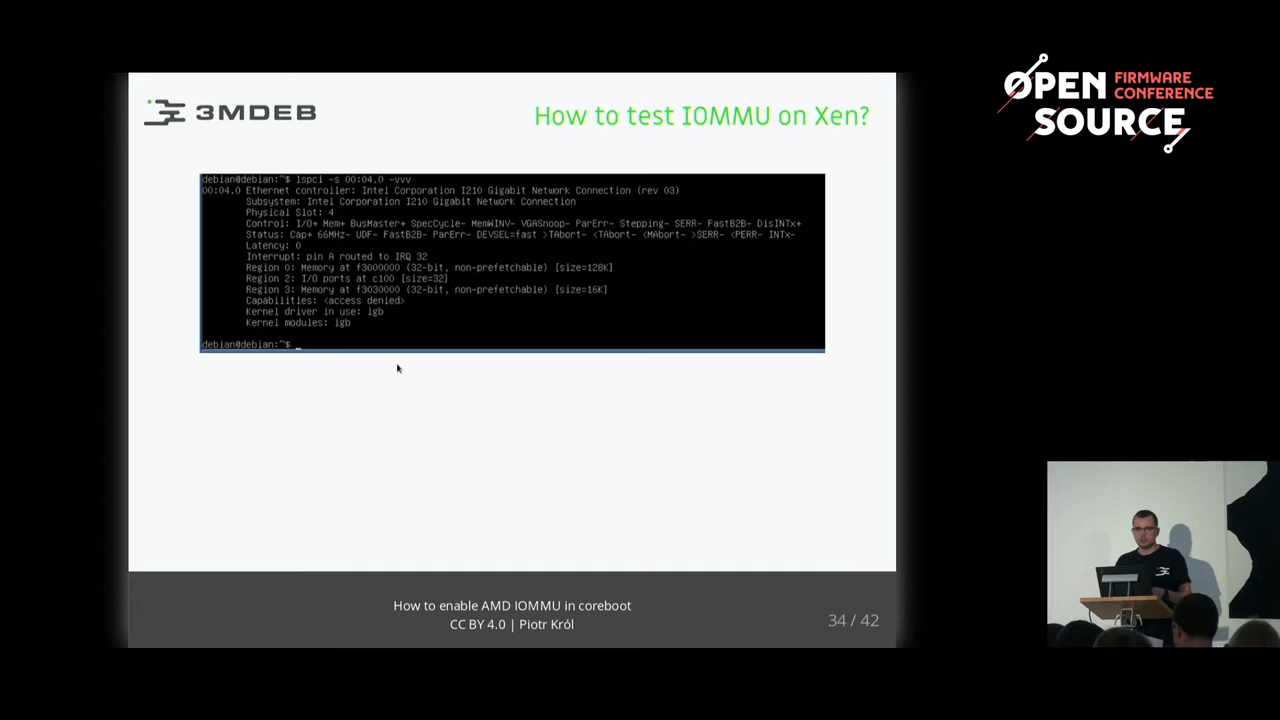 3MDEB
How to test IOMMU on Xen?
OPEN FIRMWARE CONFERENCE
SOURCE
debian@debian:~$ lspci -s 00:04.0 -vvv
00:04.0 Ethernet controller: Intel Corporation I210 Gigabit Network Connection (rev 03)
Subsystem: Intel Corporation I210 Gigabit Network Connection
Physical Slot: 4
Control: I/O+ Mem+ BusMaster+ SpecCycle- MemWINV- VGASnoop- ParErr- Stepping- SERR- FastB2B- DisINTx+
Status: Cap+ 66MHz- UDF- FastB2B- ParErr- DEVSEL=fast >TAbort- <TAbort- <MAbort- >SERR- <PERR- INTx-
Latency: 0
Interrupt: pin A routed to IRQ 32
Region 0: Memory at f3000000 (32-bit, non-prefetchable) [size=128K]
Region 2: I/O ports at c100 [size=32]
Region 3: Memory at f3030000 (32-bit, non-prefetchable) [size=16K]
Capabilities: <access denied>
Kernel driver in use: igb
Kernel modules: igb
debian@debian:~$ _
How to enable AMD IOMMU in coreboot
CC BY 4.0 | Piotr Król
34 / 42